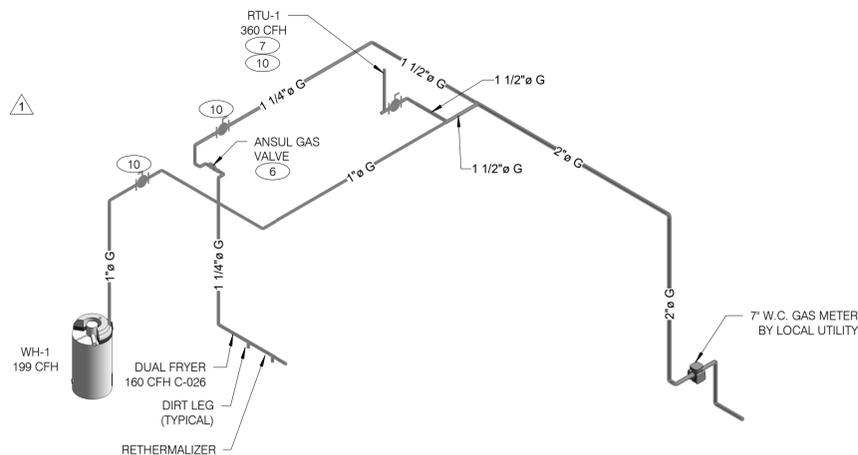 RTU-1
360 CFH
7
10
1 1/2"ø G
1 1/2"ø G
1 1/4"ø G
10
1
ANSUL GAS
VALVE
6
10
1"ø G
1 1/2"ø G
2"ø G
1"ø G
1 1/4"ø G
2"ø G
7" W.C. GAS METER
BY LOCAL UTILITY
WH-1
199 CFH
DUAL FRYER
160 CFH C-026
DIRT LEG
(TYPICAL)
RETHERMALIZER